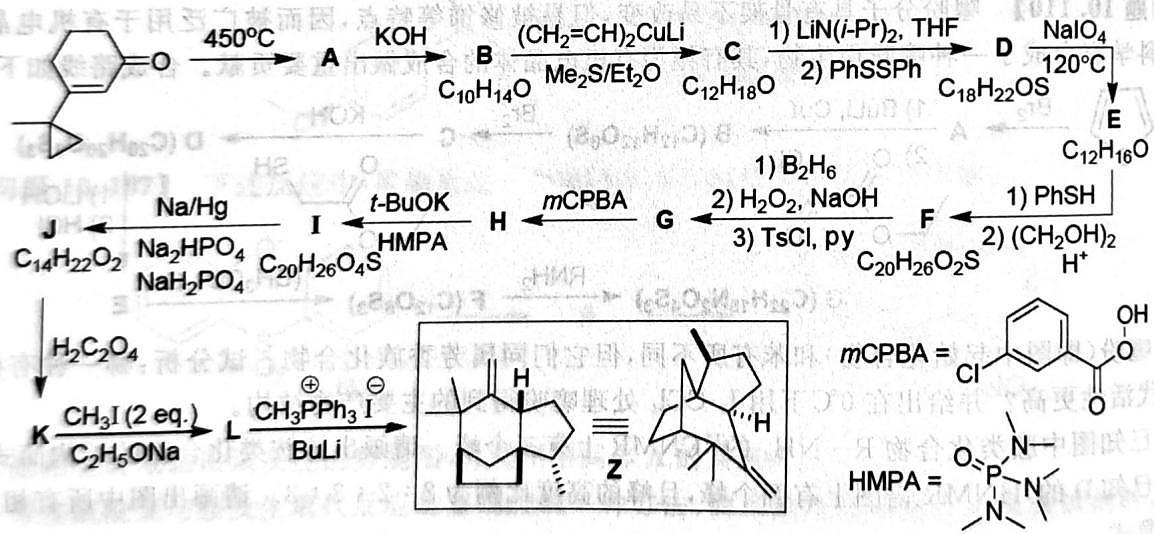 450°C
A
KOH
B
C₁₀H₁₄O
(CH₂=CH)₂CuLi
Me₂S/Et₂O
C
C₁₂H₁₈O
1) LiN(i-Pr)₂, THF
2) PhSSPh
D
C₁₈H₂₂OS
NaIO₄
120°C
O
E
C₁₂H₁₆O
1) PhSH
2) (CH₂OH)₂
H⁺
F
C₂₀H₂₆O₂S
1) B₂H₆
2) H₂O₂, NaOH
3) TsCl, py
G
mCPBA
H
t-BuOK
HMPA
I
C₂₀H₂₆O₄S
Na/Hg
Na₂HPO₄
NaH₂PO₄
J
C₁₄H₂₂O₂
H₂C₂O₄
K
CH₃I (2 eq.)
C₂H₅ONa
L
CH₃PPh₃ I
⊕ ⊖
BuLi
H
Z
H
mCPBA =
Cl
OH
O
O
HMPA =
N
O
P
N
N